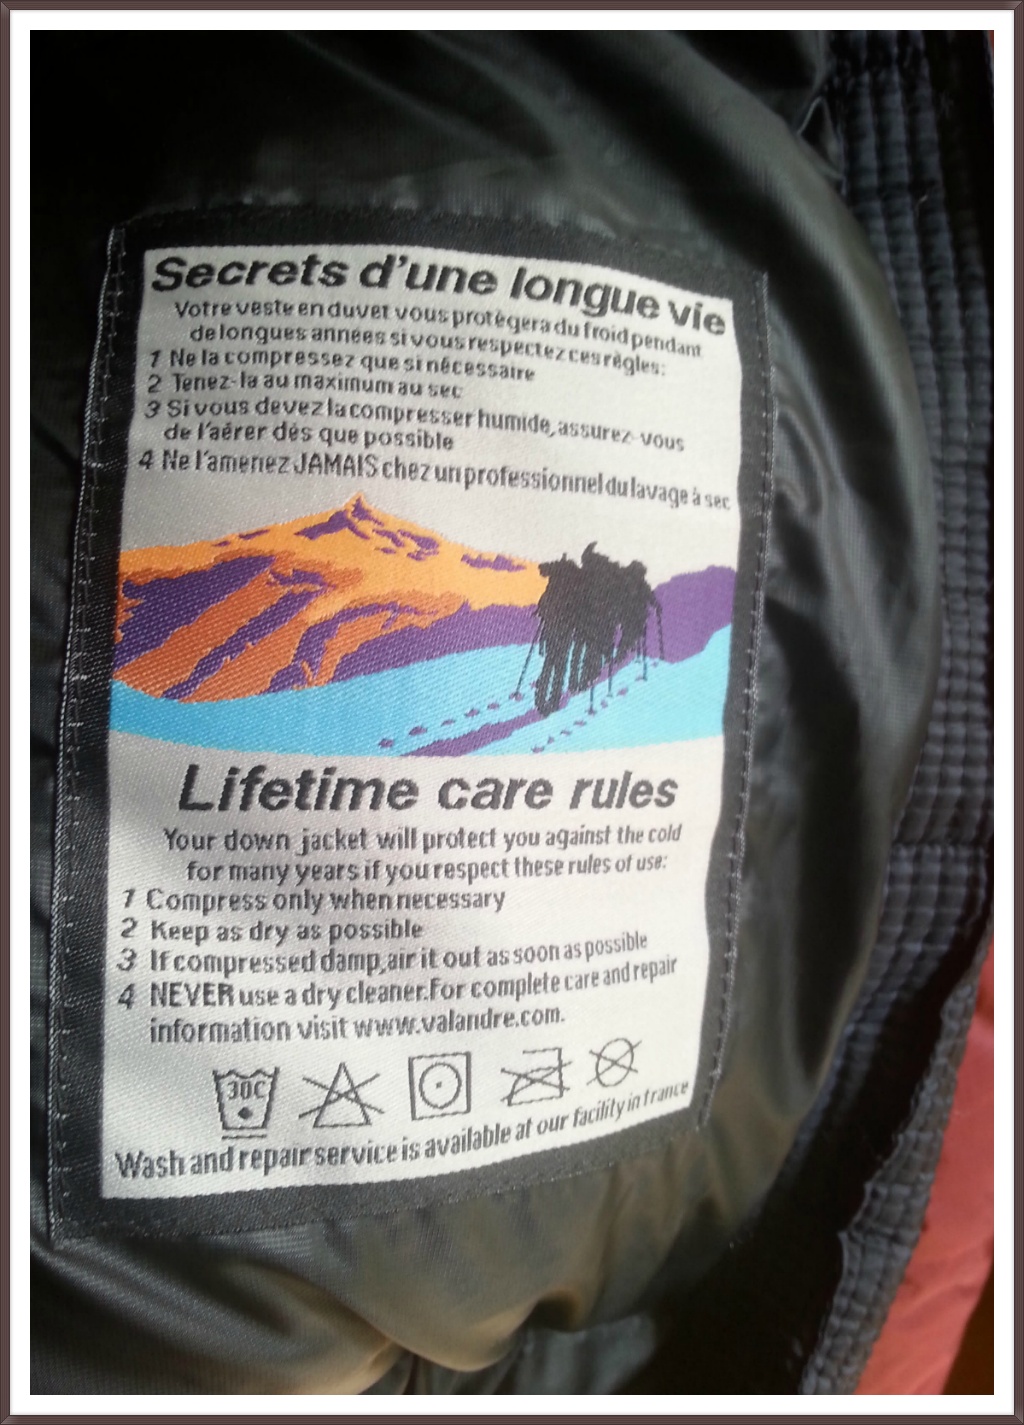 Secrets d'une longue vie
Votre veste en duvet vous protègera du froid pendant
de longues années si vous respectez ces règles:
1 Ne la compressez que si nécessaire
2 Tenez-la au maximum au sec
3 Si vous devez la compresser humide, assurez-vous
de l'aérer dés que possible
4 Ne l'amenez JAMAIS chez un professionnel du lavage à sec
Lifetime care rules
Your down jacket will protect you against the cold
for many years if you respect these rules of use:
1 Compress only when necessary
2 Keep as dry as possible
3 If compressed damp, air it out as soon as possible
4 NEVER use a dry cleaner. For complete care and repair
information visit www.valandre.com.
30C
Wash and repair service is available at our facility in france